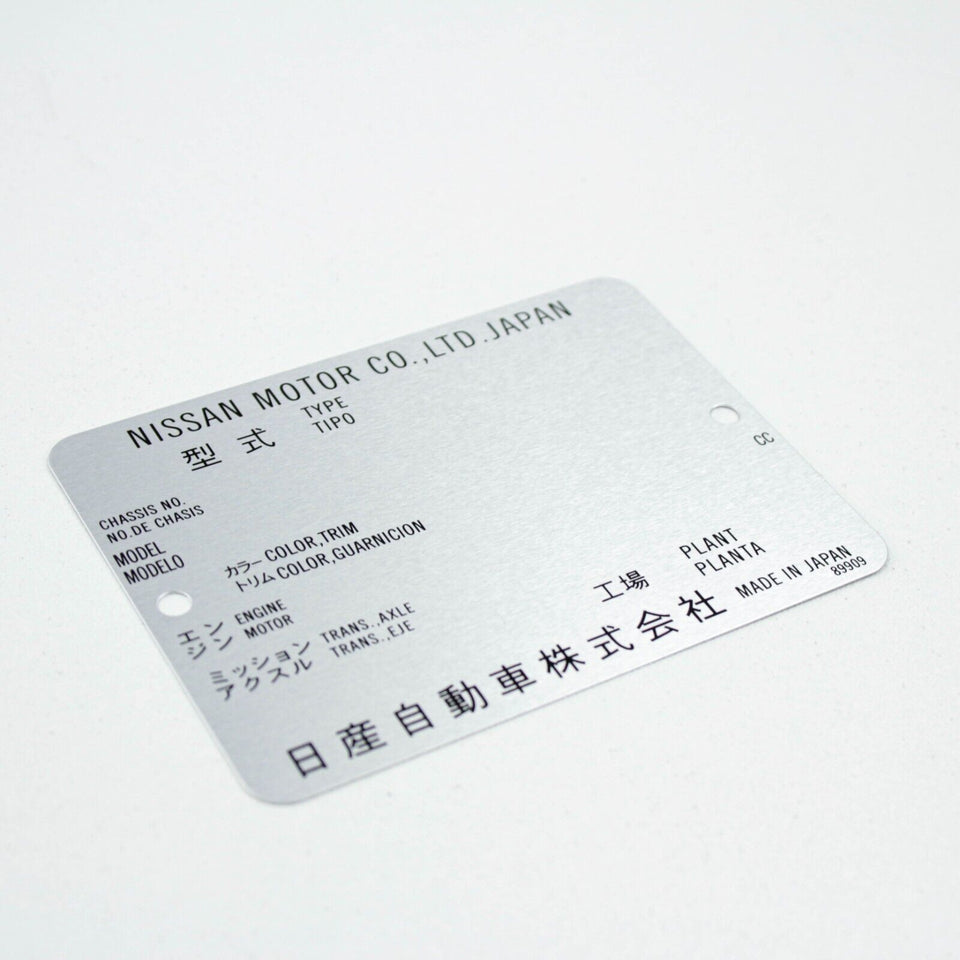 NISSAN MOTOR CO.,LTD.JAPAN
型式 TYPE
TIPO
CC
CHASSIS NO.
NO.DE CHASIS
MODEL
MODELO
カラー COLOR,TRIM
トリム COLOR,GUARNICION
エン ENGINE
ジン MOTOR
ミッション TRANS.,AXLE
アクスル TRANS.,EJE
工場 PLANT
PLANTA
日産自動車株式会社
MADE IN JAPAN
89909